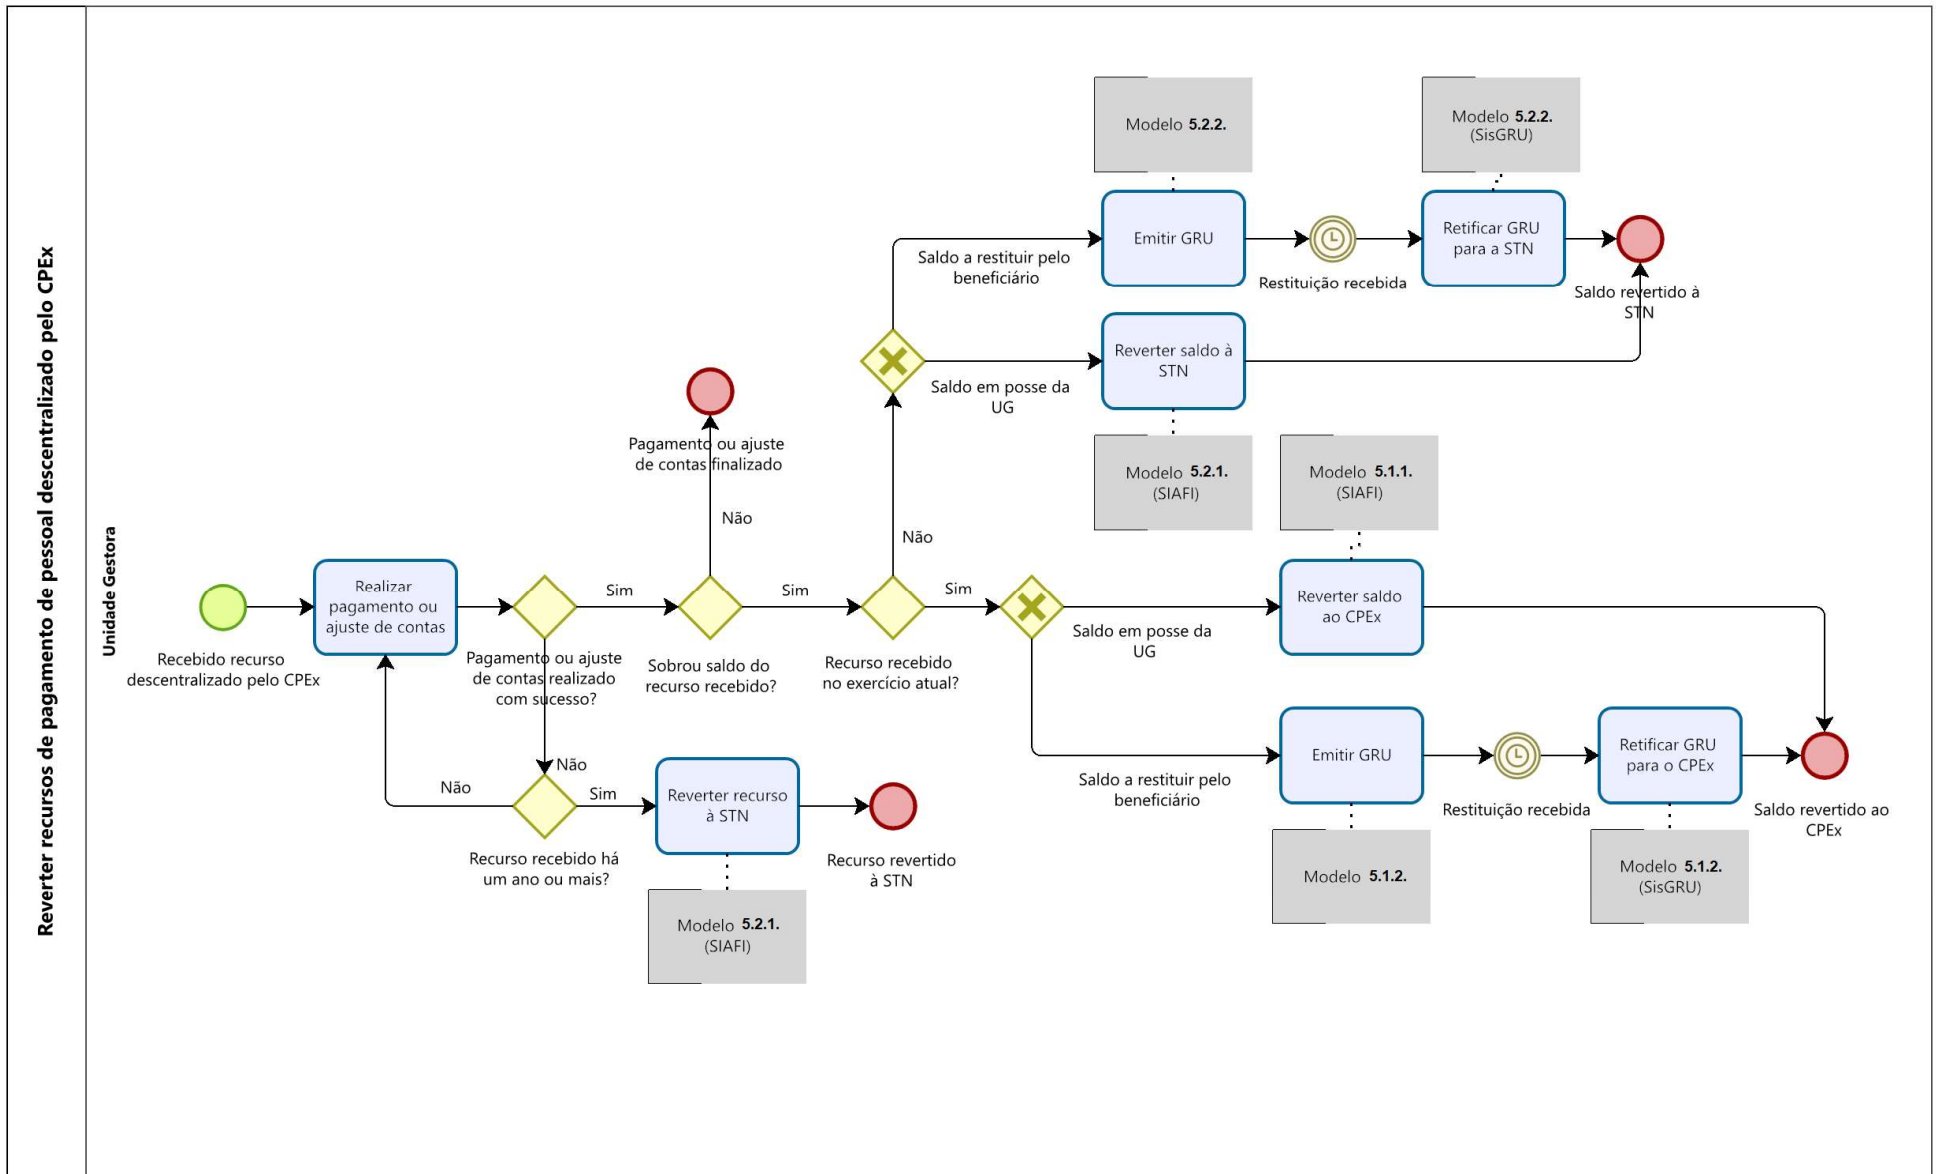 Reverter recursos de pagamento de pessoal descentralizado pelo CPEx
Unidade Gestora
Recebido recurso
descentralizado pelo CPEx
Realizar
pagamento ou
ajuste de contas
Pagamento ou ajuste
de contas realizado
com sucesso?
Sim
Não
Recurso recebido há
um ano ou mais?
Não
Sim
Reverter recurso
à STN
Modelo 5.2.1.
(SIAFI)
Recurso revertido
à STN
Sobrou saldo do
recurso recebido?
Não
Pagamento ou ajuste
de contas finalizado
Sim
Recurso recebido
no exercício atual?
Não
Saldo a restituir pelo
beneficiário
Emitir GRU
Modelo 5.2.2.
Restituição recebida
Retificar GRU
para a STN
Modelo 5.2.2.
(SisGRU)
Saldo revertido à
STN
Saldo em posse da
UG
Reverter saldo à
STN
Modelo 5.2.1.
(SIAFI)
Sim
Saldo em posse da
UG
Reverter saldo
ao CPEx
Modelo 5.1.1.
(SIAFI)
Saldo a restituir pelo
beneficiário
Emitir GRU
Modelo 5.1.2.
Restituição recebida
Retificar GRU
para o CPEx
Modelo 5.1.2.
(SisGRU)
Saldo revertido ao
CPEx